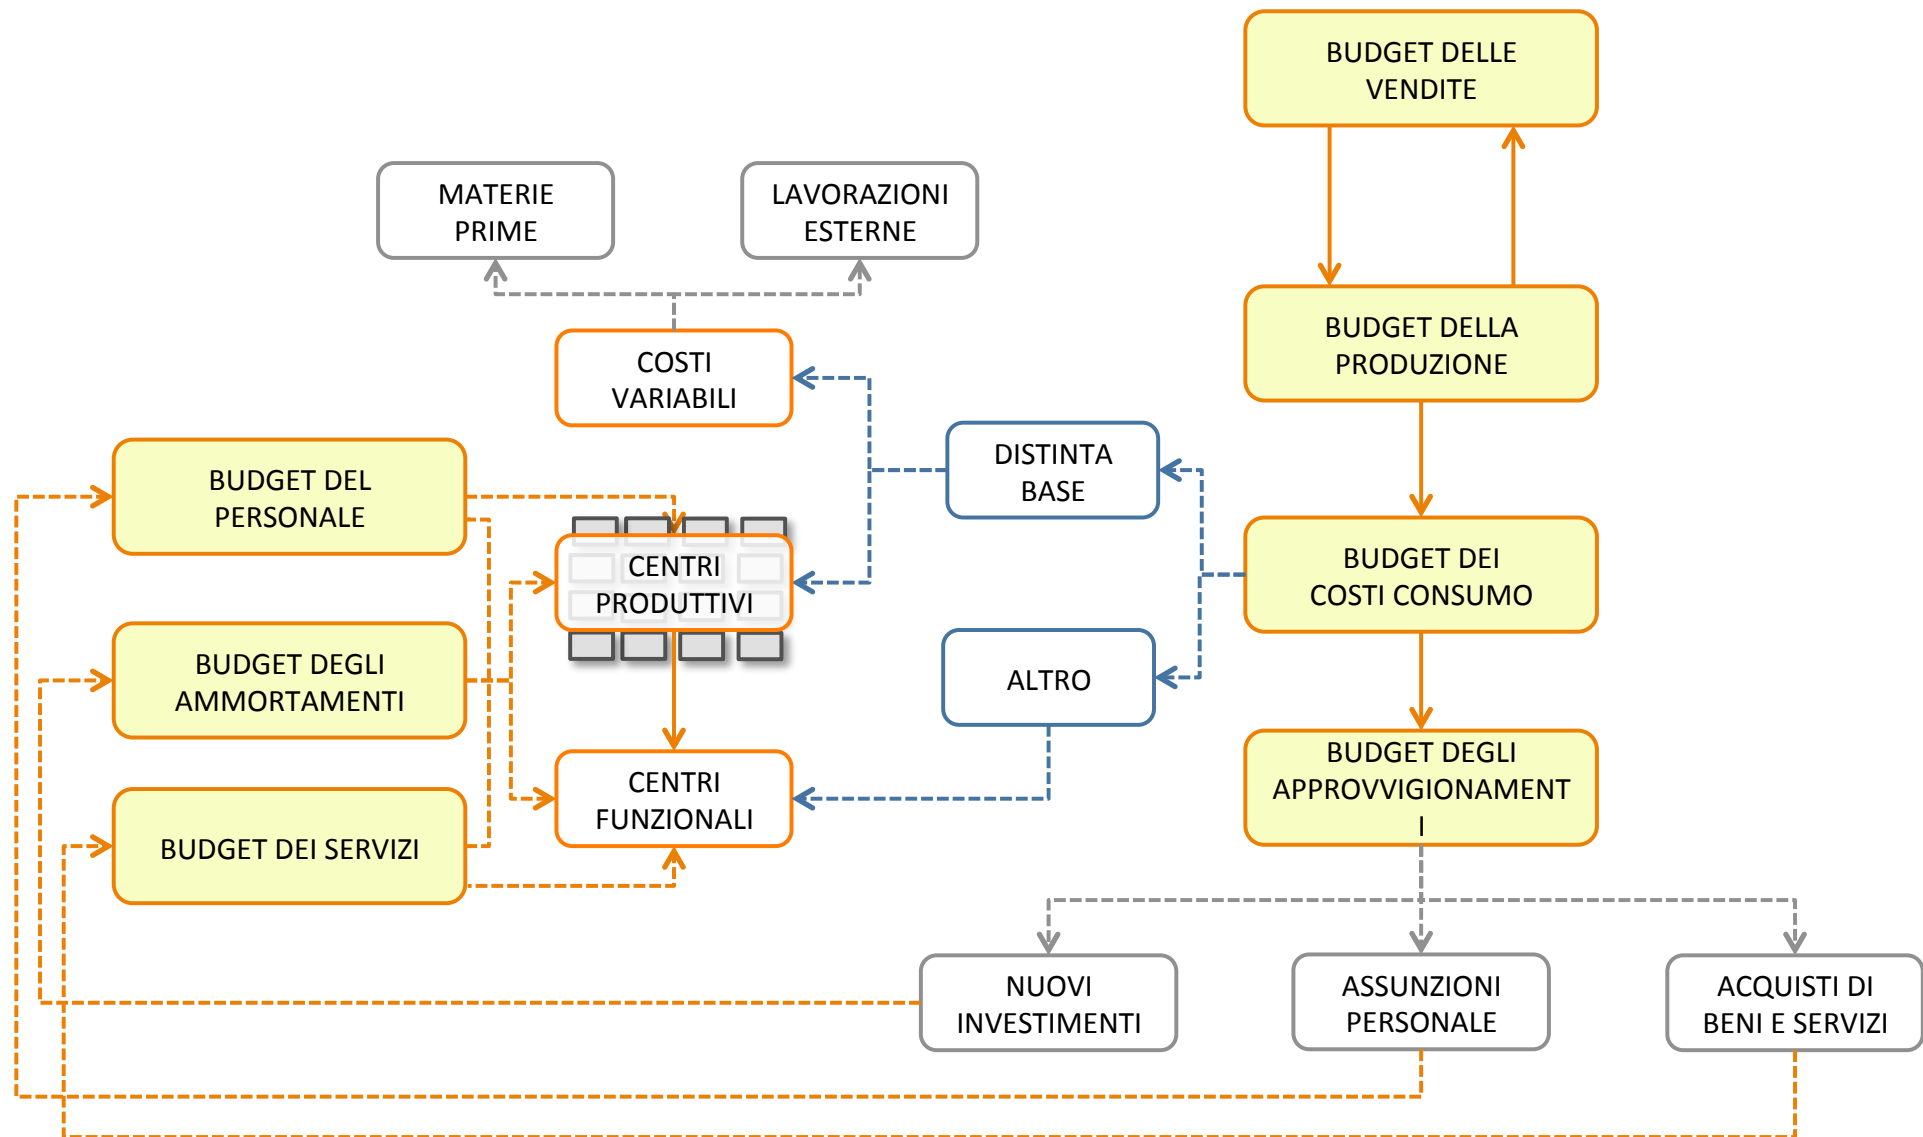 BUDGET DELLE
VENDITE
MATERIE
PRIME
LAVORAZIONI
ESTERNE
BUDGET DELLA
PRODUZIONE
COSTI
VARIABILI
DISTINTA
BASE
BUDGET DEL
PERSONALE
CENTRI
PRODUTTIVI
BUDGET DEI
COSTI CONSUMO
BUDGET DEGLI
AMMORTAMENTI
ALTRO
CENTRI
FUNZIONALI
BUDGET DEGLI
APPROVVIGIONAMENT
I
BUDGET DEI SERVIZI
NUOVI
INVESTIMENTI
ASSUNZIONI
PERSONALE
ACQUISTI DI
BENI E SERVIZI